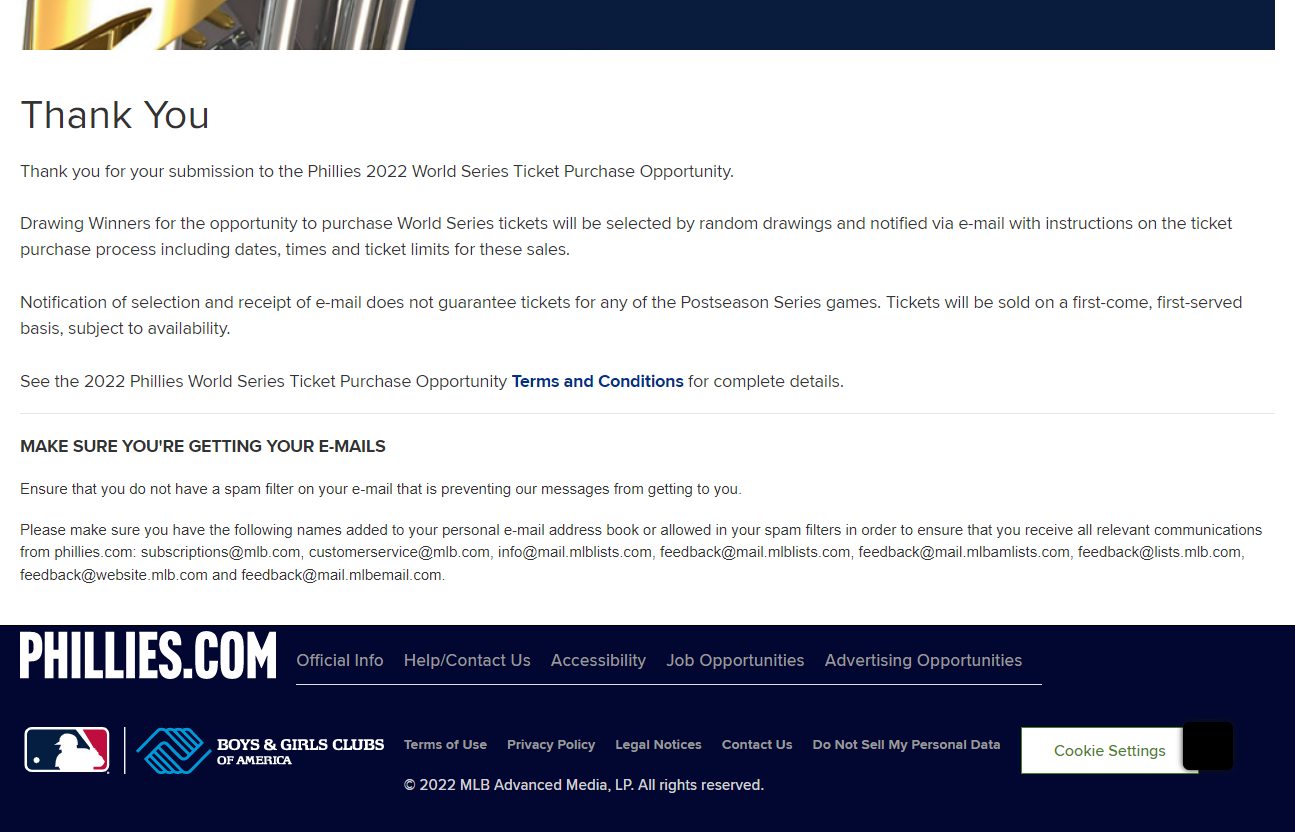 Thank You
Thank you for your submission to the Phillies 2022 World Series Ticket Purchase Opportunity.
Drawing Winners for the opportunity to purchase World Series tickets will be selected by random drawings and notified via e-mail with instructions on the ticket
purchase process including dates, times and ticket limits for these sales.
Notification of selection and receipt of e-mail does not guarantee tickets for any of the Postseason Series games. Tickets will be sold on a first-come, first-served
basis, subject to availability.
See the 2022 Phillies World Series Ticket Purchase Opportunity Terms and Conditions for complete details.
MAKE SURE YOU'RE GETTING YOUR E-MAILS
Ensure that you do not have a spam filter on your e-mail that is preventing our messages from getting to you.
Please make sure you have the following names added to your personal e-mail address book or allowed in your spam filters in order to ensure that you receive all relevant communications
from phillies.com: subscriptions@mlb.com, customerservice@mlb.com, info@mail.mlblists.com, feedback@mail.mlblists.com, feedback@mail.mlbamlists.com, feedback@lists.mlb.com,
feedback@website.mlb.com and feedback@mail.mlbemail.com.
PHILLIES.COM
Official Info Help/Contact Us Accessibility Job Opportunities Advertising Opportunities
BOYS & GIRLS CLUBS
OF AMERICA
Terms of Use Privacy Policy Legal Notices Contact Us Do Not Sell My Personal Data
Cookie Settings
© 2022 MLB Advanced Media, LP. All rights reserved.